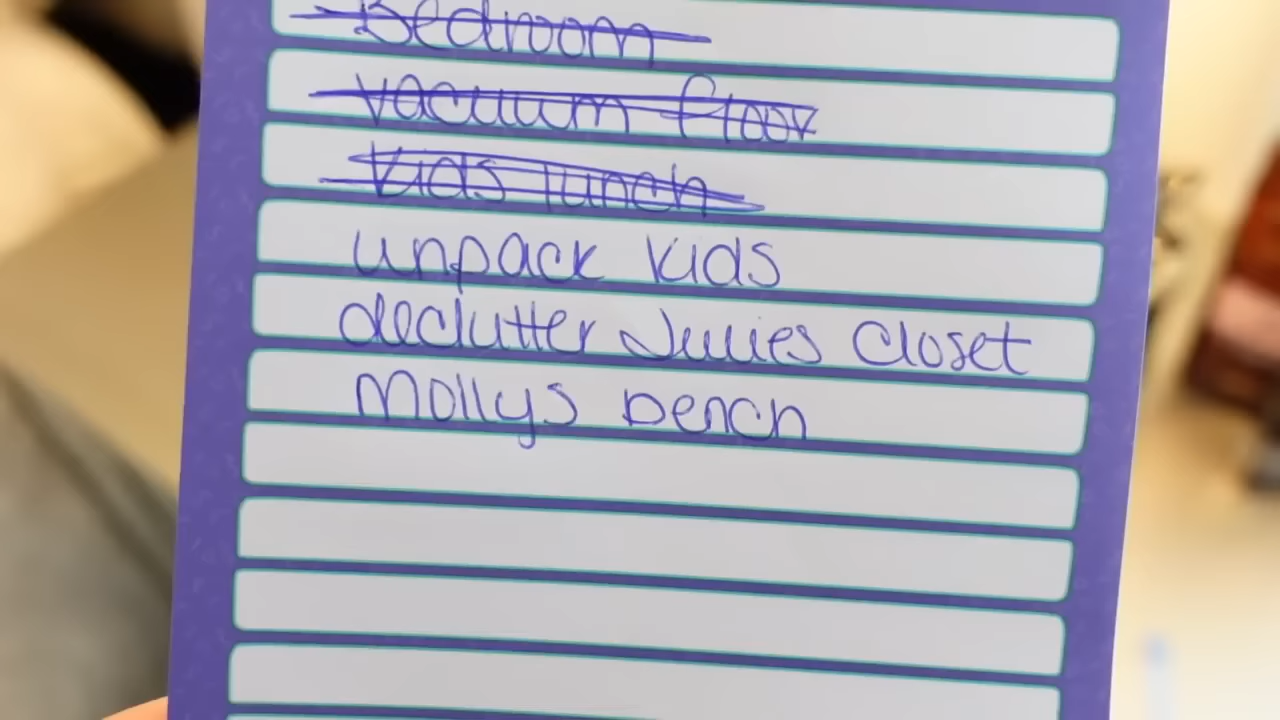 Bedroom
vacuum floor
kids lunch
unpack kids
declutter Julies closet
Mollys bench